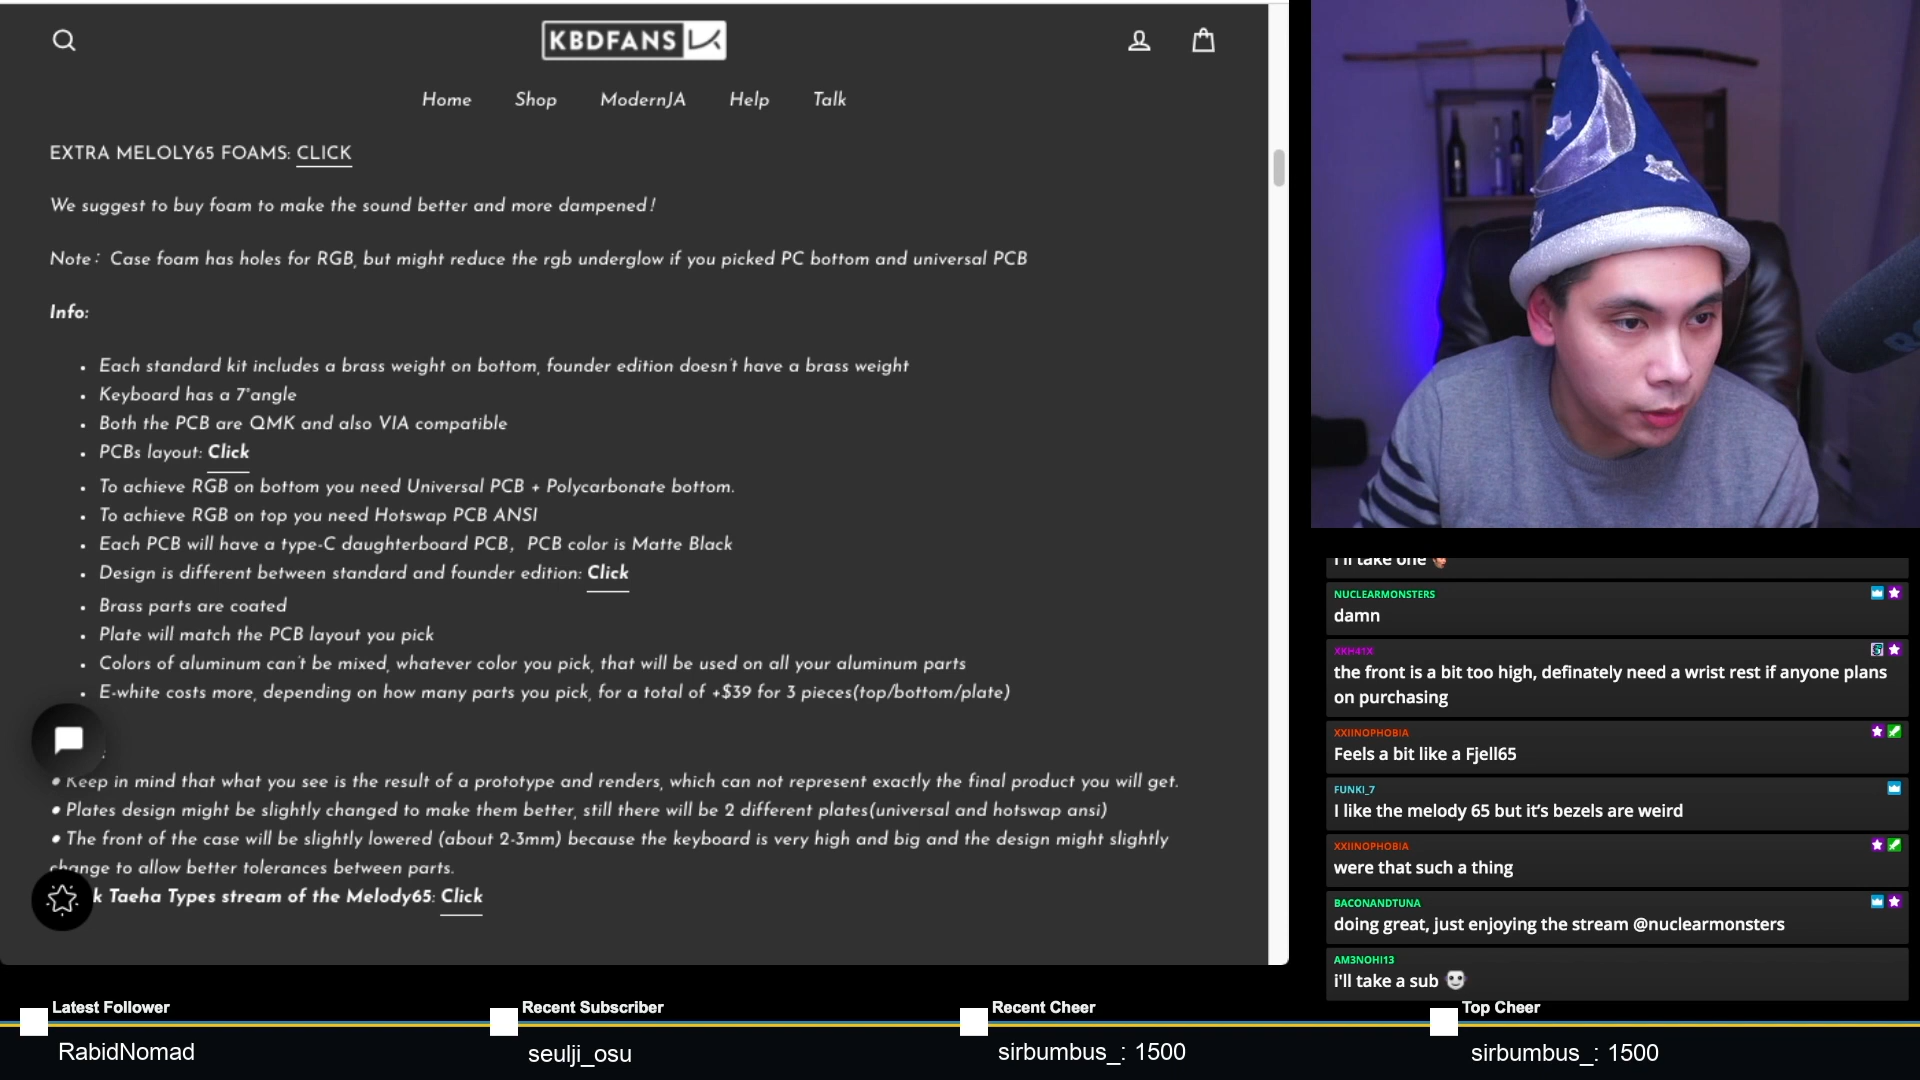 KBDFANS
Home Shop ModernJA Help Talk
EXTRA MELOLY65 FOAMS: CLICK
We suggest to buy foam to make the sound better and more dampened!
Note: Case foam has holes for RGB, but might reduce the rgb underglow if you picked PC bottom and universal PCB
Info:
• Each standard kit includes a brass weight on bottom, founder edition doesn't have a brass weight
• Keyboard has a 7°angle
• Both the PCB are QMK and also VIA compatible
• PCBs layout: Click
• To achieve RGB on bottom you need Universal PCB + Polycarbonate bottom.
• To achieve RGB on top you need Hotswap PCB ANSI
• Each PCB will have a type-C daughterboard PCB, PCB color is Matte Black
• Design is different between standard and founder edition: Click
• Brass parts are coated
• Plate will match the PCB layout you pick
• Colors of aluminum can't be mixed, whatever color you pick, that will be used on all your aluminum parts
• E-white costs more, depending on how many parts you pick, for a total of +$39 for 3 pieces(top/bottom/plate)
:
• Keep in mind that what you see is the result of a prototype and renders, which can not represent exactly the final product you will get.
• Plates design might be slightly changed to make them better, still there will be 2 different plates(universal and hotswap ansi)
• The front of the case will be slightly lowered (about 2-3mm) because the keyboard is very high and big and the design might slightly
change to allow better tolerances between parts.
k Taeha Types stream of the Melody65: Click
I'll take one
NUCLEARMONSTERS
damn
XKH41X
the front is a bit too high, definately need a wrist rest if anyone plans
on purchasing
XXIINOPHOBIA
Feels a bit like a Fjell65
FUNKI_7
I like the melody 65 but it's bezels are weird
XXIINOPHOBIA
were that such a thing
BACONANDTUNA
doing great, just enjoying the stream @nuclearmonsters
AM3NOHI13
i'll take a sub
Latest Follower
RabidNomad
Recent Subscriber
seulji_osu
Recent Cheer
sirbumbus_: 1500
Top Cheer
sirbumbus_: 1500